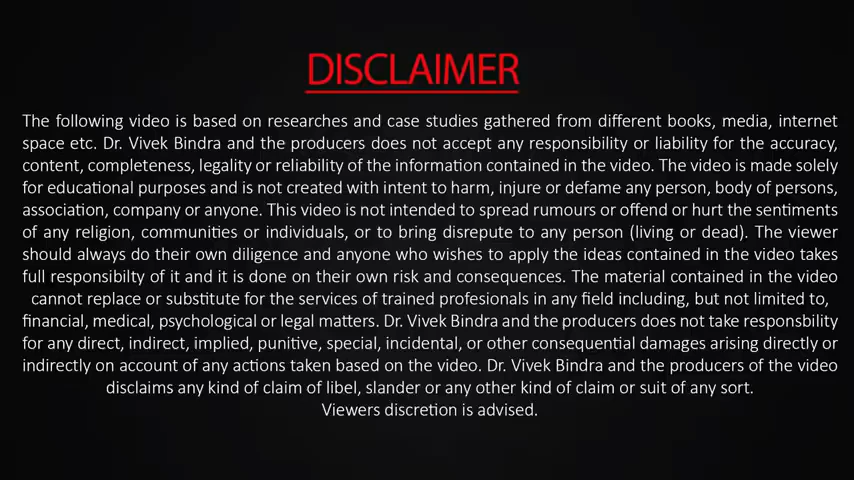 DISCLAIMER
The following video is based on researches and case studies gathered from different books, media, internet
space etc. Dr. Vivek Bindra and the producers does not accept any responsibility or liability for the accuracy,
content, completeness, legality or reliability of the information contained in the video. The video is made solely
for educational purposes and is not created with intent to harm, injure or defame any person, body of persons,
association, company or anyone. This video is not intended to spread rumours or offend or hurt the sentiments
of any religion, communities or individuals, or to bring disrepute to any person (living or dead). The viewer
should always do their own diligence and anyone who wishes to apply the ideas contained in the video takes
full responsibilty of it and it is done on their own risk and consequences. The material contained in the video
cannot replace or substitute for the services of trained profesionals in any field including, but not limited to,
financial, medical, psychological or legal matters. Dr. Vivek Bindra and the producers does not take responsbility
for any direct, indirect, implied, punitive, special, incidental, or other consequential damages arising directly or
indirectly on account of any actions taken based on the video. Dr. Vivek Bindra and the producers of the video
disclaims any kind of claim of libel, slander or any other kind of claim or suit of any sort.
Viewers discretion is advised.